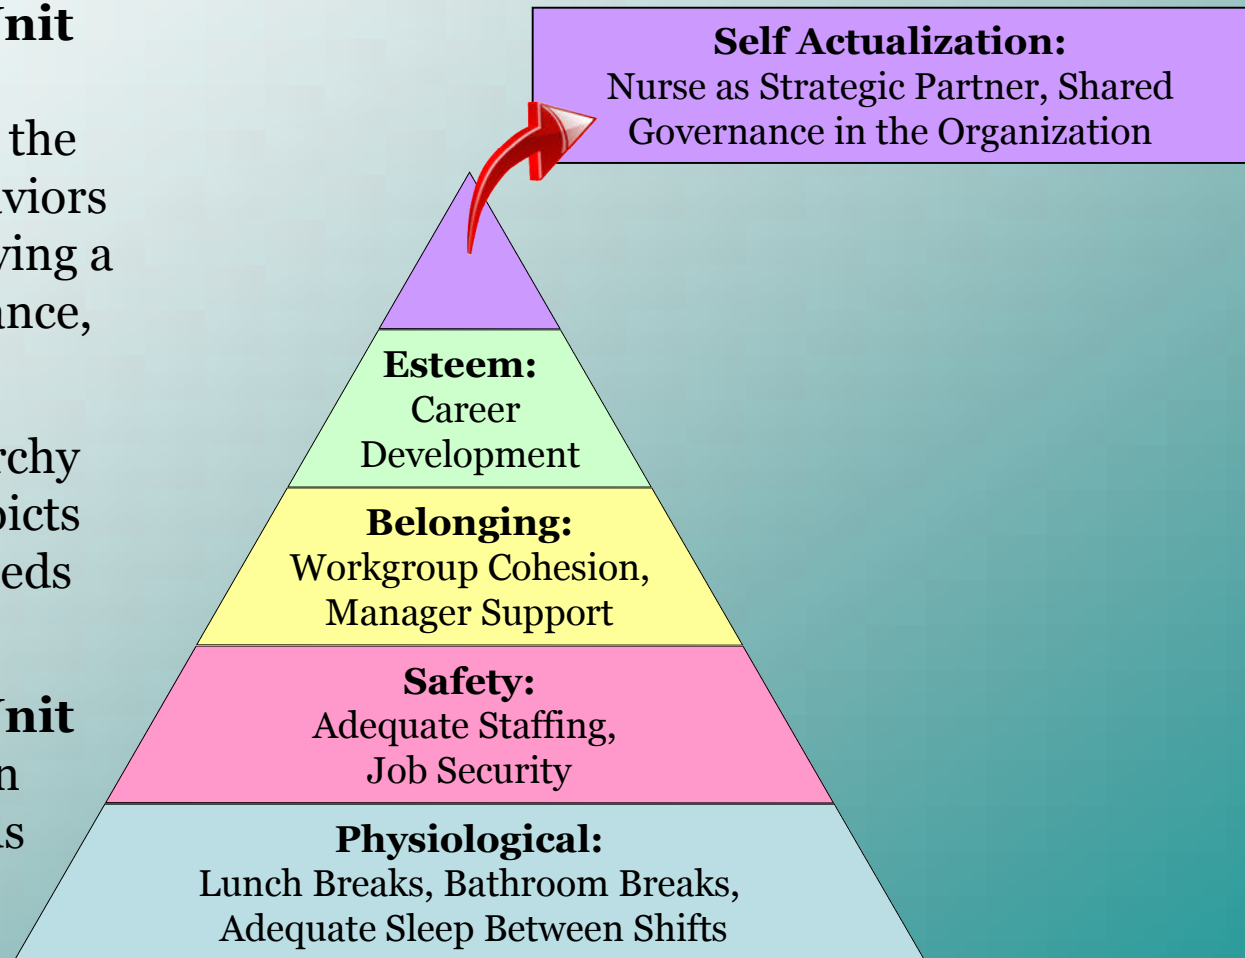 nit
the
viors
ving a
ance,
rchy
picts
eds
nit
n
Self Actualization:
Nurse as Strategic Partner, Shared
Governance in the Organization
Esteem:
Career
Development
Belonging:
Workgroup Cohesion,
Manager Support
Safety:
Adequate Staffing,
Job Security
Physiological:
Lunch Breaks, Bathroom Breaks,
Adequate Sleep Between Shifts